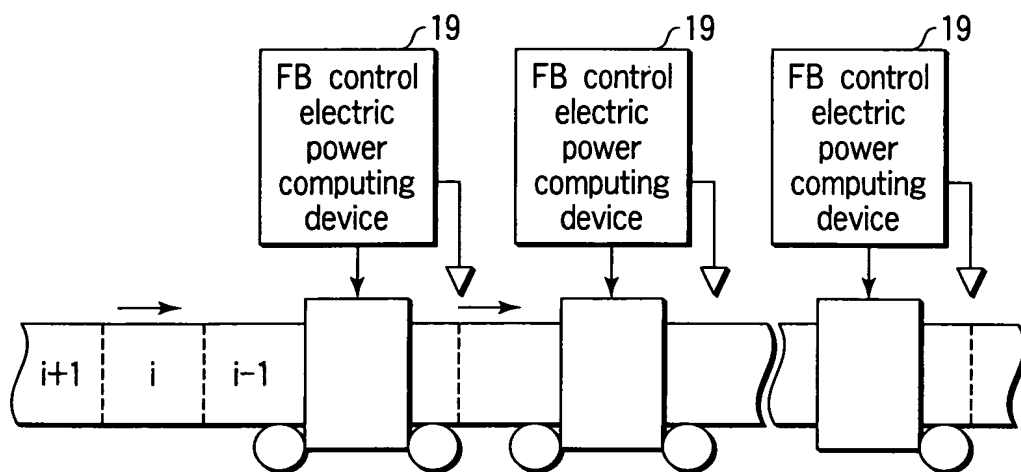 19
FB control
electric
power
computing
device
19
FB control
electric
power
computing
device
19
FB control
electric
power
computing
device
i+1
i
i-1